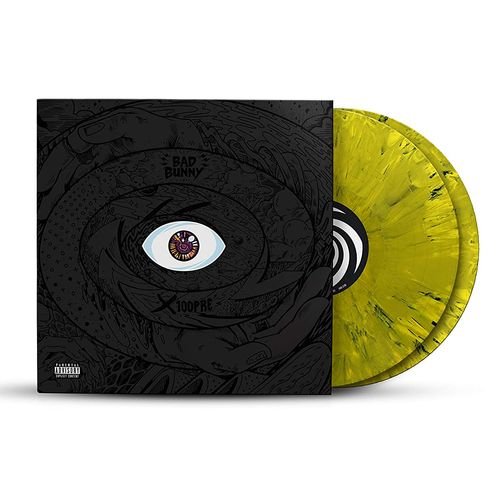 BAD
BUNNY
X 100PRE
PARENTAL
ADVISORY
EXPLICIT CONTENT